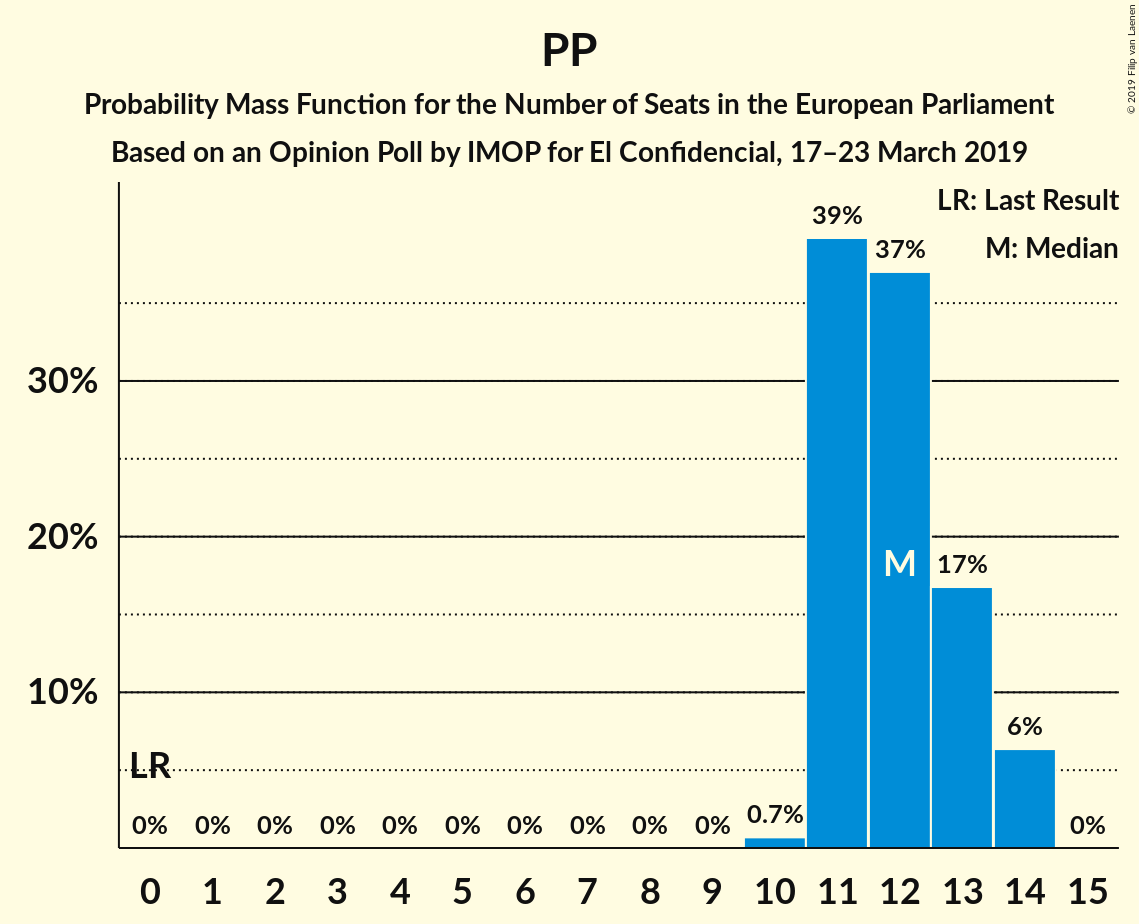 PP
Probability Mass Function for the Number of Seats in the European Parliament
Based on an Opinion Poll by IMOP for El Confidencial, 17–23 March 2019
© 2019 Filip van Laenen
LR: Last Result
M: Median
39%
37%
30%
20%
M
17%
10%
6%
LR
0% 0% 0% 0% 0% 0% 0% 0% 0% 0% 0.7% 0%
0 1 2 3 4 5 6 7 8 9 10 11 12 13 14 15